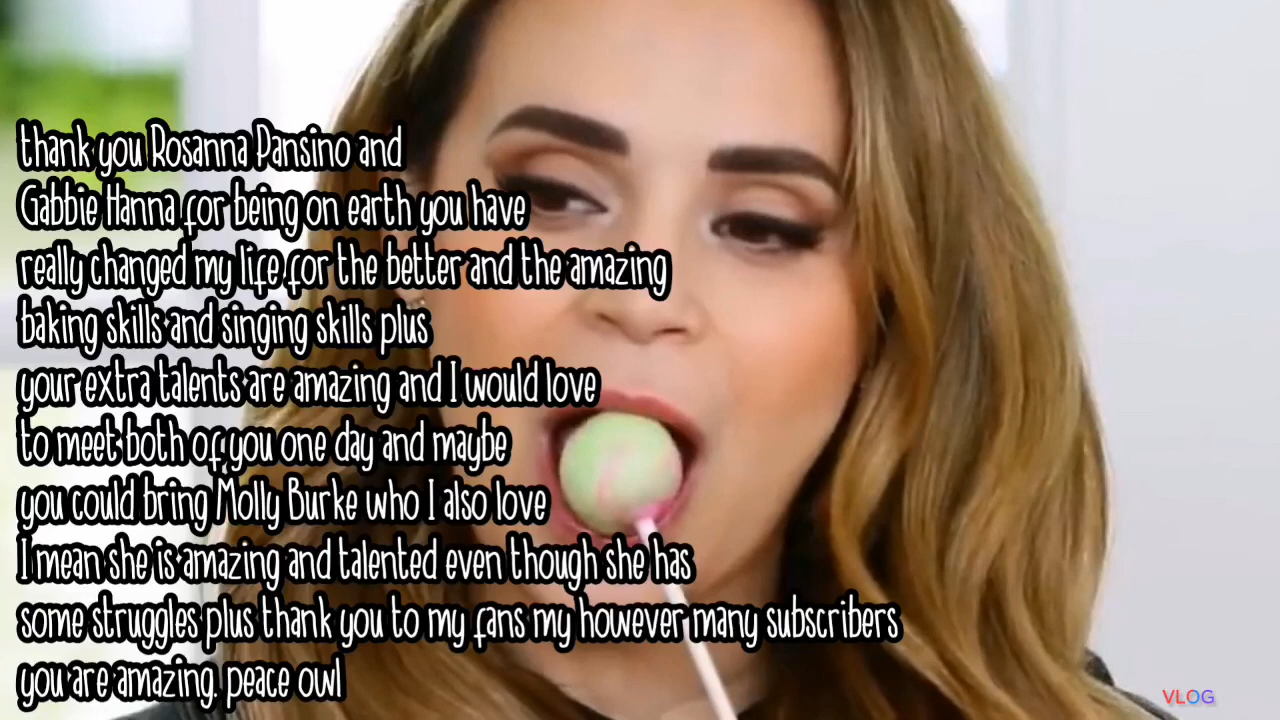 thank you Rosanna Pansino and
Gabbie Hanna for being on earth you have
really changed my life for the better and the amazing
baking skills and singing skills plus
your extra talents are amazing and I would love
to meet both of you one day and maybe
you could bring Molly Burke who I also love
I mean she is amazing and talented even though she has
some struggles plus thank you to my fans my however many subscribers
you are amazing. peace owl
VLOG